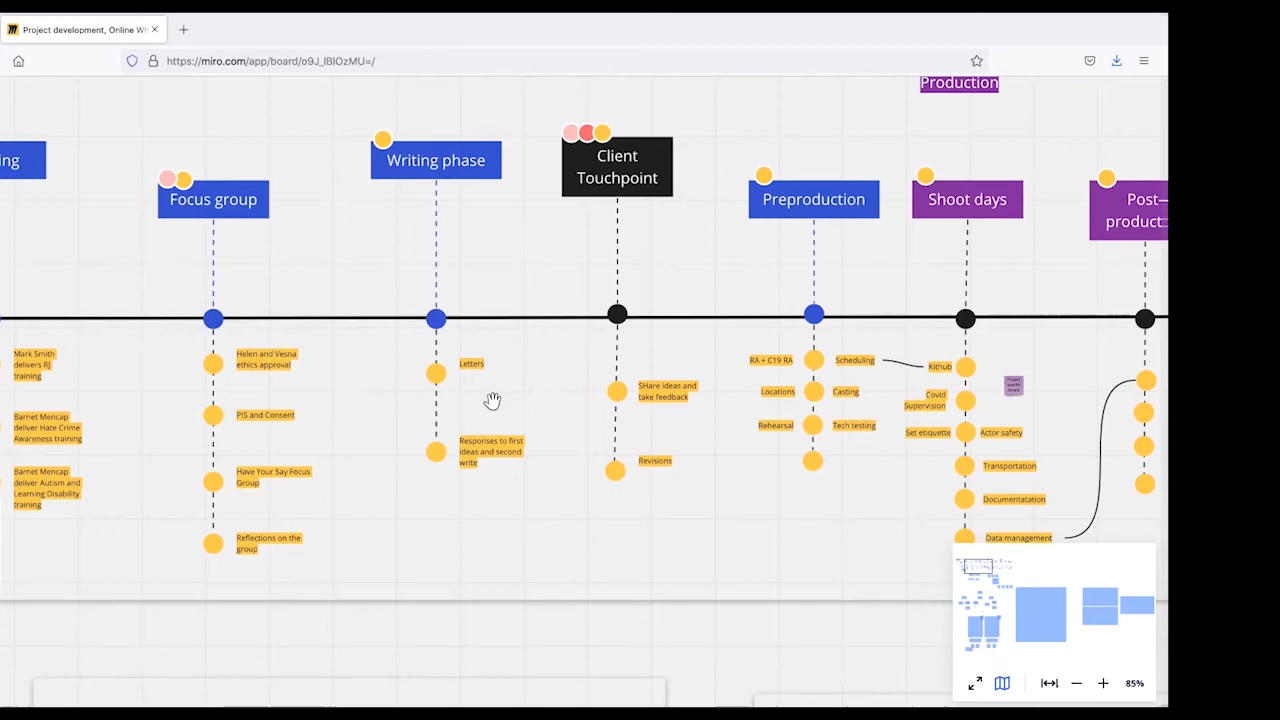 Project development, Online Wh
https://miro.com/app/board/o9J_lBlOzMU=/
Production
ing
Focus group
Writing phase
Client
Touchpoint
Preproduction
Shoot days
Post-
product
Mark Smith
delivers RJ
training
Barnet Mencap
deliver Hate Crime
Awareness training
Barnet Mencap
deliver Autism and
Learning Disability
training
Helen and Vesna
ethics approval
PIS and Consent
Have Your Say Focus
Group
Reflections on the
group
Letters
Responses to first
ideas and second
write
SHare ideas and
take feedback
Revisions
RA + C19 RA
Scheduling
Locations
Casting
Rehearsal
Tech testing
Kithub
Covid
Supervision
Set etiquette
Actor safety
Transportation
Documentatation
Data management
85%